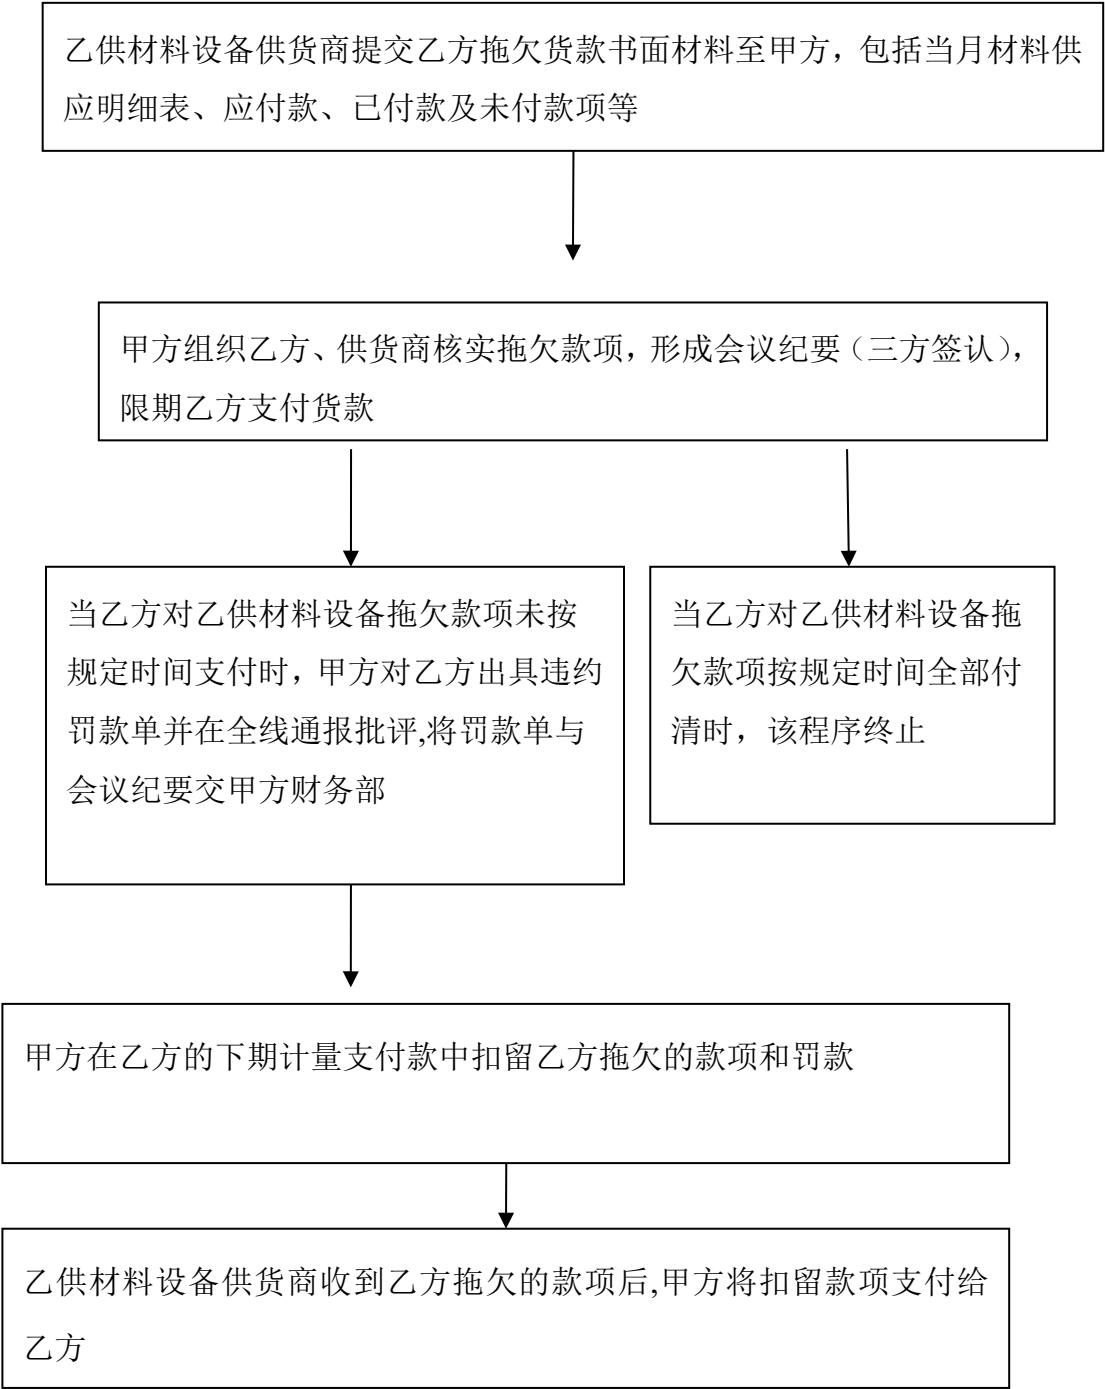 乙供材料设备供货商提交乙方拖欠货款书面材料至甲方，包括当月材料供
应明细表、应付款、已付款及未付款项等
甲方组织乙方、供货商核实拖欠款项，形成会议纪要（三方签认），
限期乙方支付货款
当乙方对乙供材料设备拖欠款项未按
规定时间支付时，甲方对乙方出具违约
罚款单并在全线通报批评,将罚款单与
会议纪要交甲方财务部
当乙方对乙供材料设备拖
欠款项按规定时间全部付
清时，该程序终止
甲方在乙方的下期计量支付款中扣留乙方拖欠的款项和罚款
乙供材料设备供货商收到乙方拖欠的款项后,甲方将扣留款项支付给
乙方